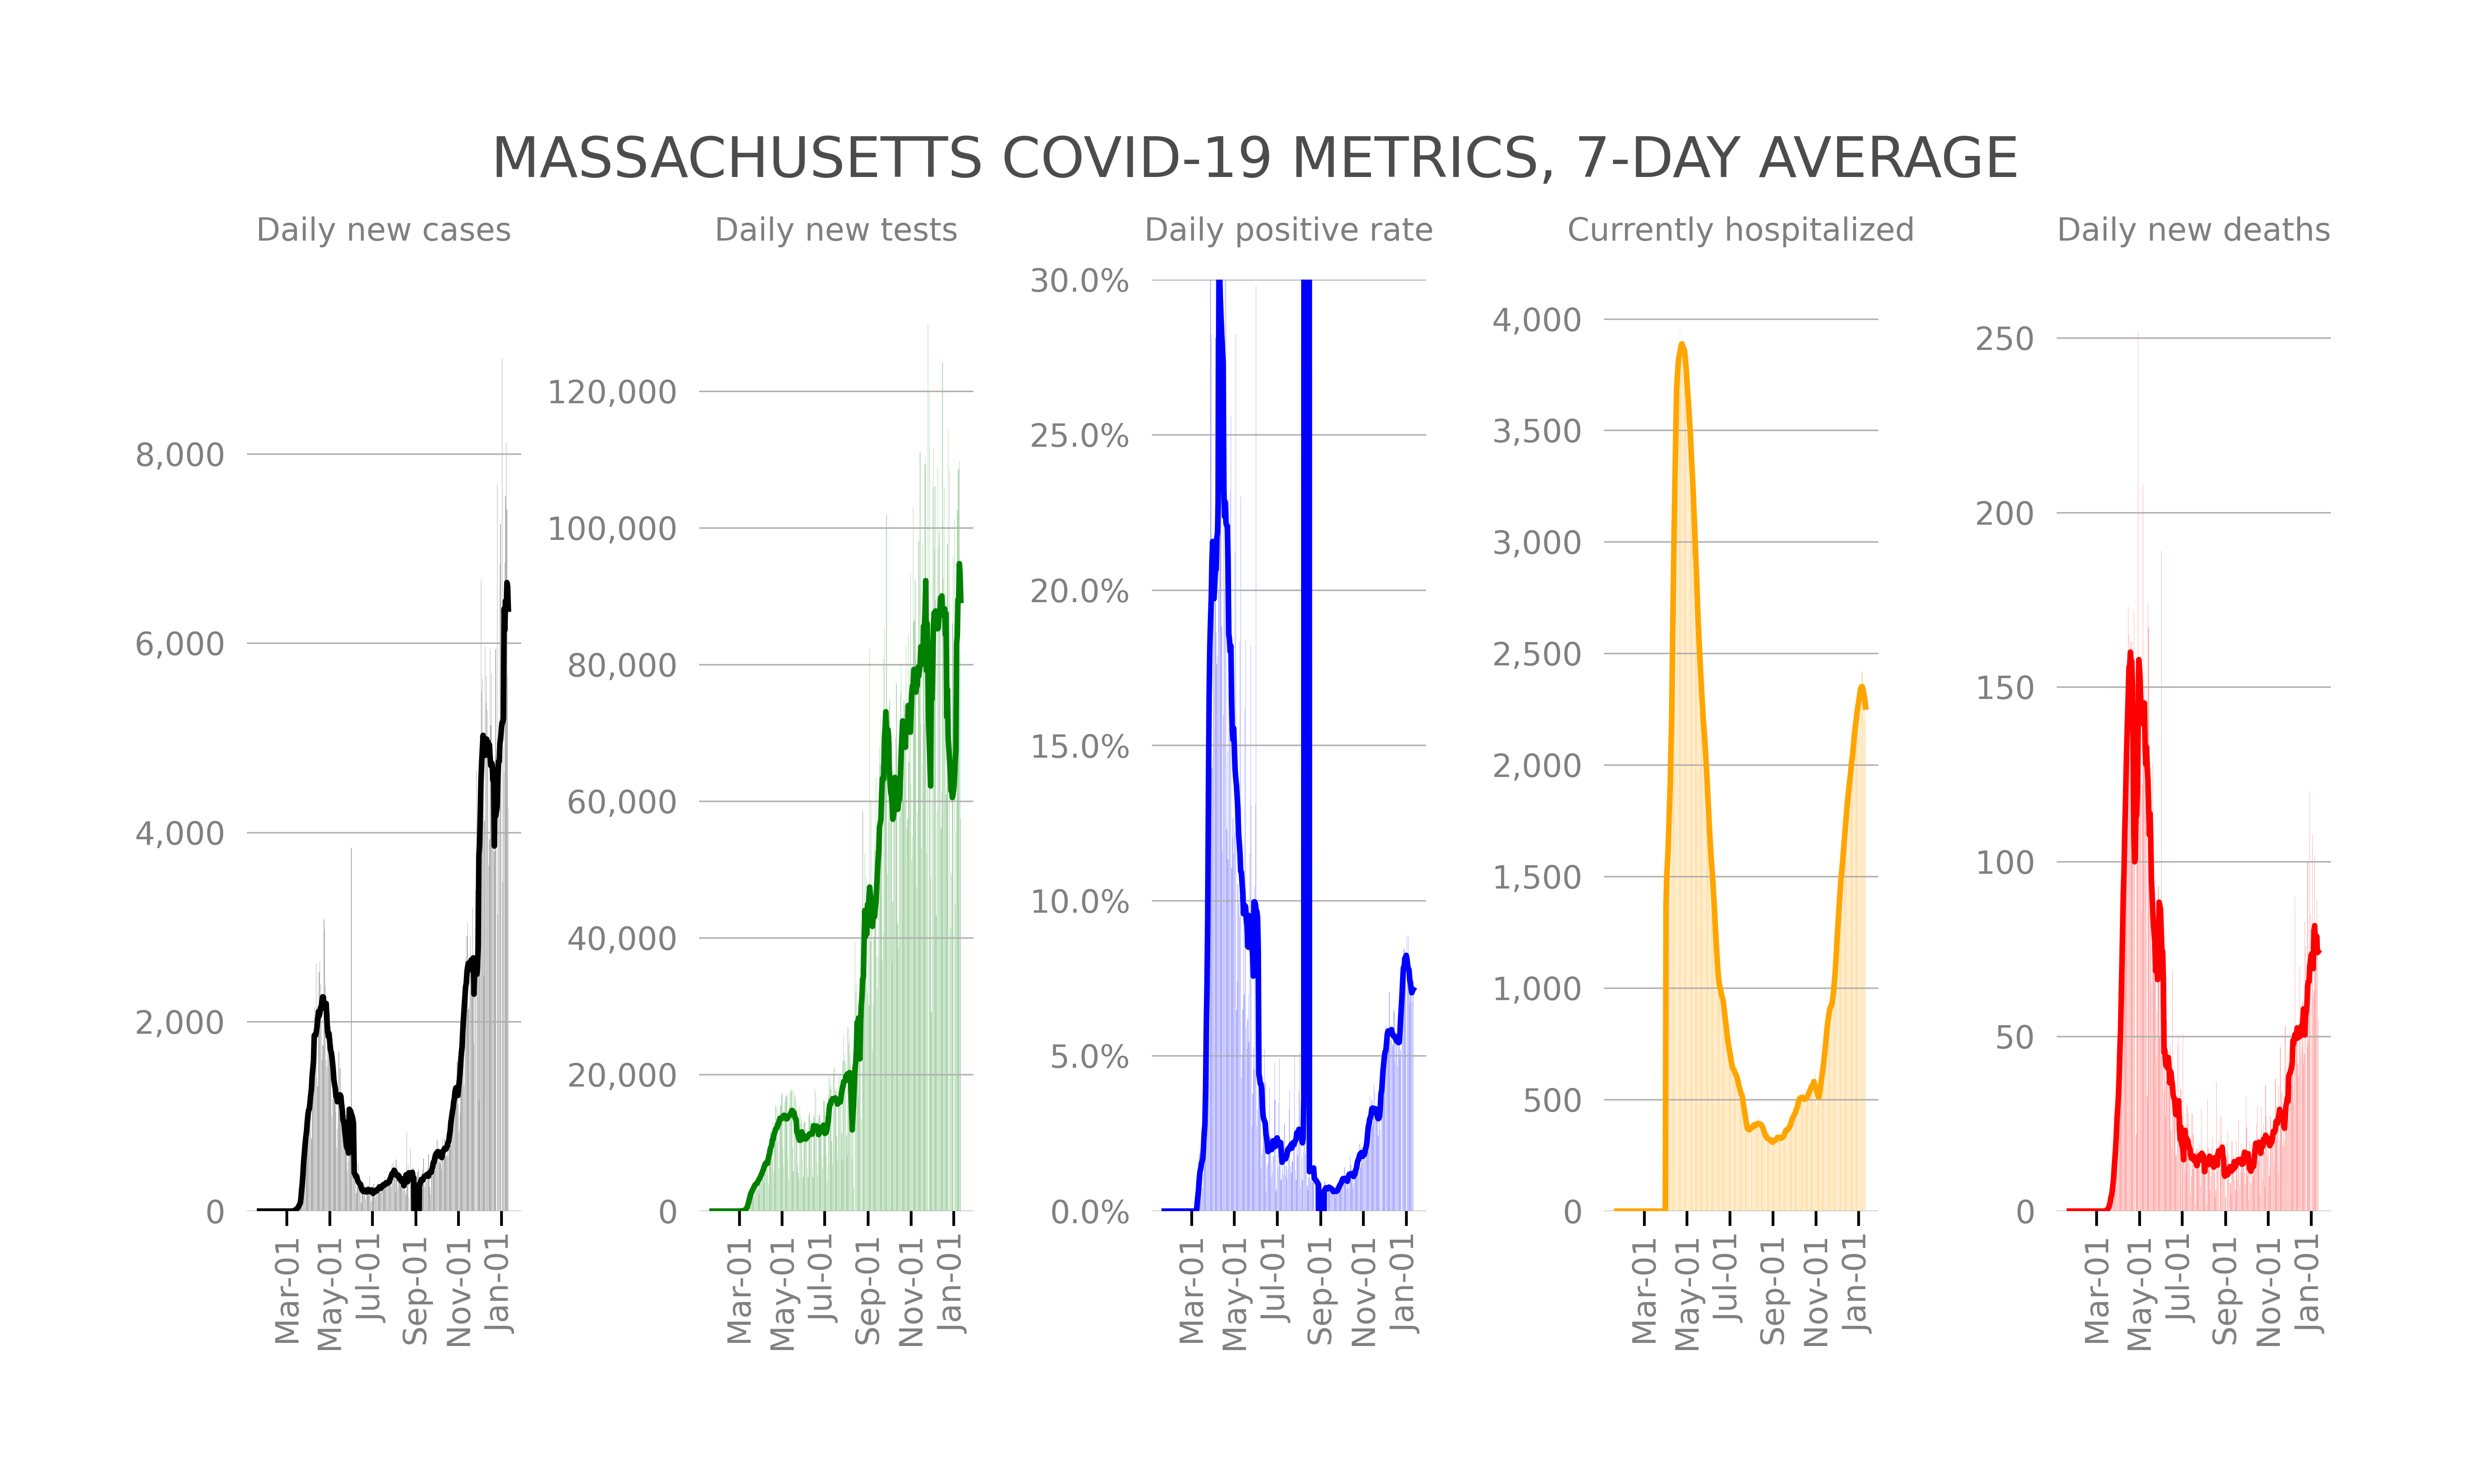 MASSACHUSETTS COVID-19 METRICS, 7-DAY AVERAGE
Daily new cases
8,000
6,000
4,000
2,000
0
Mar-01
May-01
Jul-01
Sep-01
Nov-01
Jan-01
Daily new tests
120,000
100,000
80,000
60,000
40,000
20,000
0
Mar-01
May-01
Jul-01
Sep-01
Nov-01
Jan-01
Daily positive rate
30.0%
25.0%
20.0%
15.0%
10.0%
5.0%
0.0%
Mar-01
May-01
Jul-01
Sep-01
Nov-01
Jan-01
Currently hospitalized
4,000
3,500
3,000
2,500
2,000
1,500
1,000
500
0
Mar-01
May-01
Jul-01
Sep-01
Nov-01
Jan-01
Daily new deaths
250
200
150
100
50
0
Mar-01
May-01
Jul-01
Sep-01
Nov-01
Jan-01